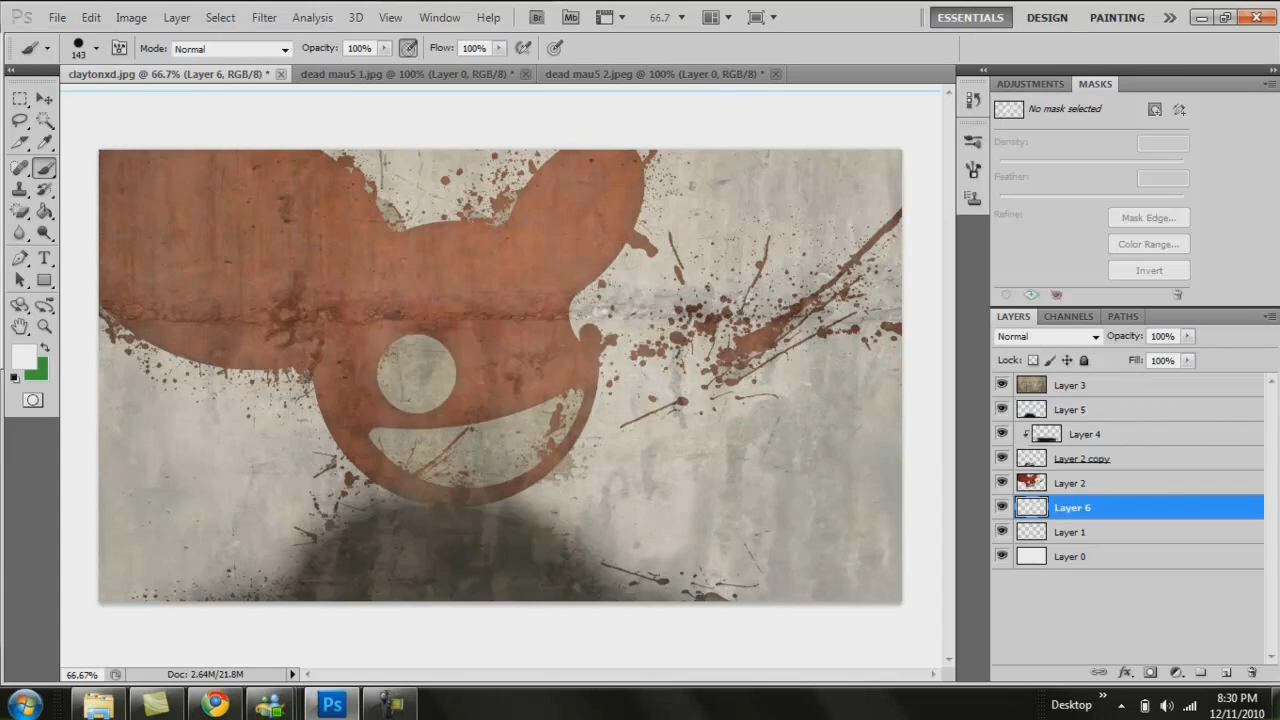 Ps File Edit Image Layer Select Filter Analysis 3D View Window Help Br Mb 66.7 ESSENTIALS DESIGN PAINTING
143 Mode: Normal Opacity: 100% Flow: 100%
claytonxd.jpg @ 66.7% (Layer 6, RGB/8) * dead mau5 1.jpg @ 100% (Layer 0, RGB/8) * dead mau5 2.jpeg @ 100% (Layer 0, RGB/8) *
ADJUSTMENTS MASKS
No mask selected
Density:
Feather:
Refine: Mask Edge...
Color Range...
Invert
LAYERS CHANNELS PATHS
Normal Opacity: 100%
Lock: Fill: 100%
Layer 3
Layer 5
Layer 4
Layer 2 copy
Layer 2
Layer 6
Layer 1
Layer 0
T
66.67% Doc: 2.64M/21.8M
fx
Ps Desktop 8:30 PM
12/11/2010